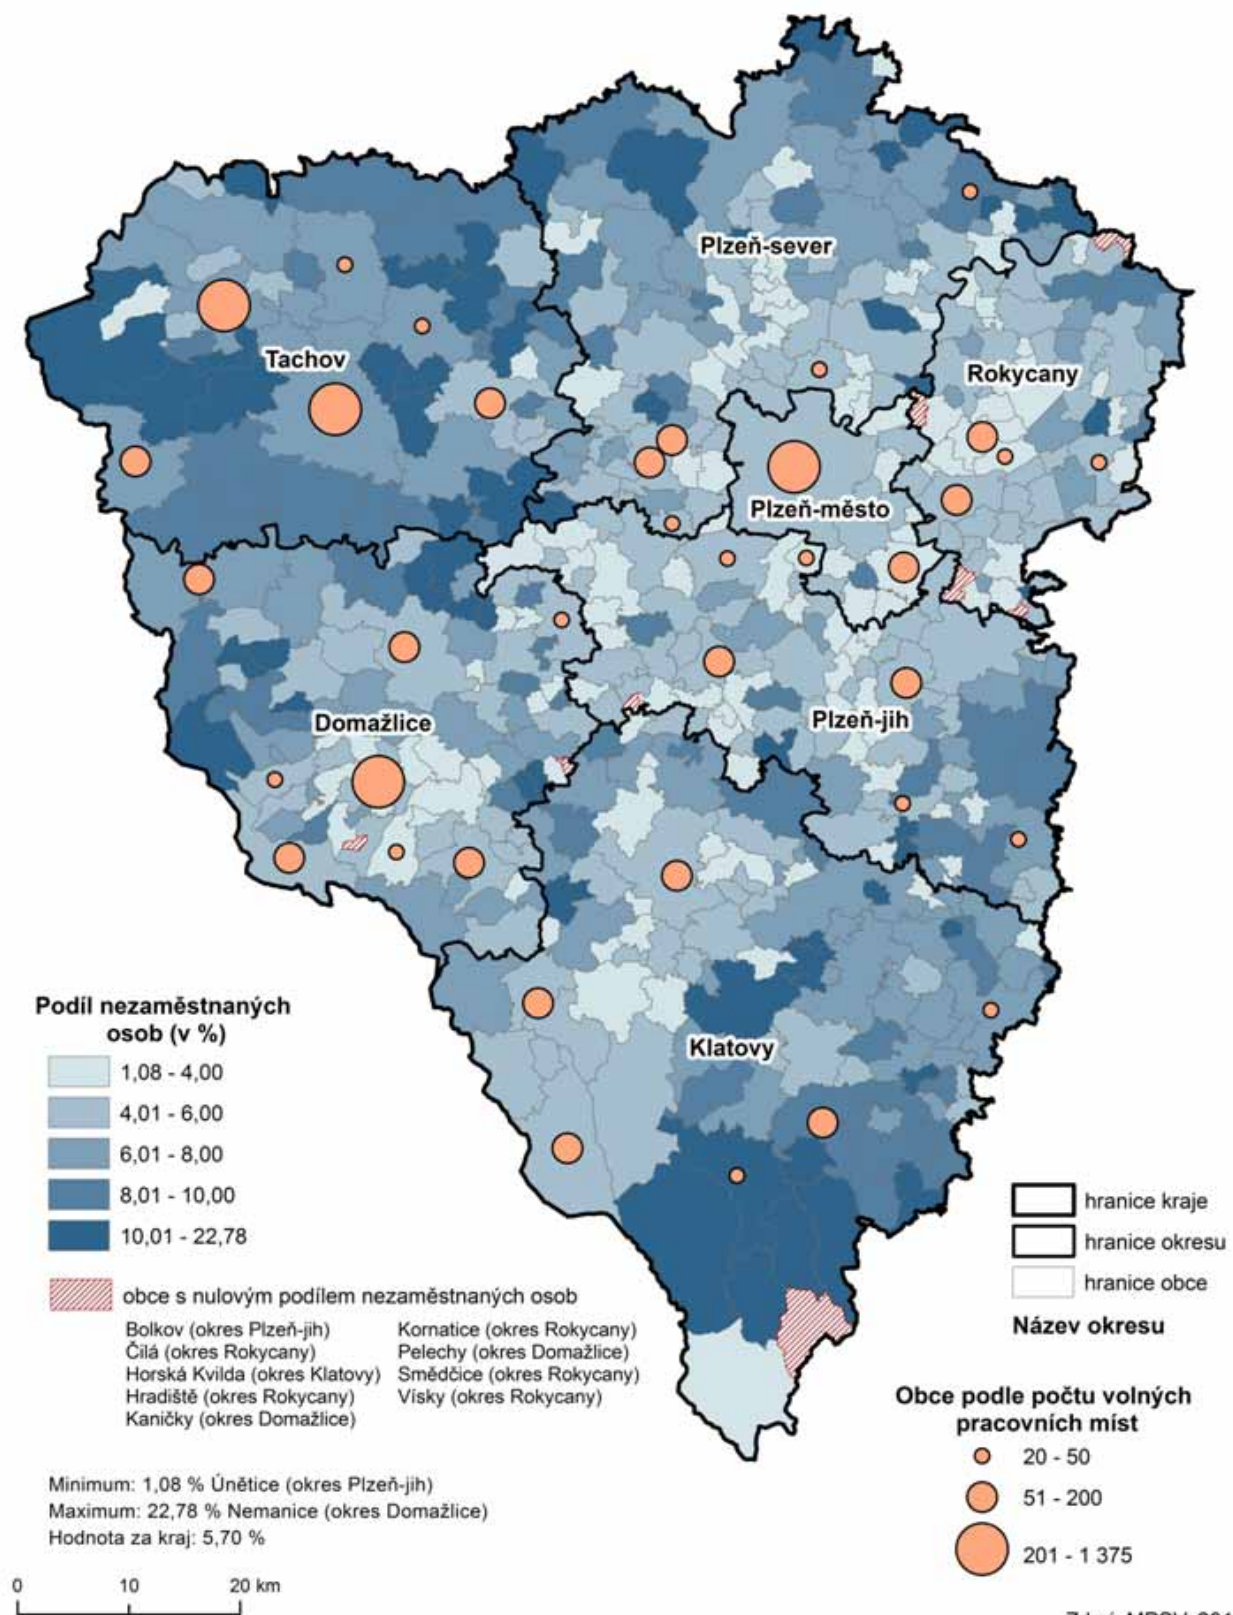 Plzeň-sever
Tachov
Rokycany
Plzeň-město
Domažlice
Plzeň-jih
Klatovy
Podíl nezaměstnaných
osob (v %)
1,08 - 4,00
4,01 - 6,00
6,01 - 8,00
8,01 - 10,00
10,01 - 22,78
obce s nulovým podílem nezaměstnaných osob
Bolkov (okres Plzeň-jih)
Čilá (okres Rokycany)
Horská Kvilda (okres Klatovy)
Hradiště (okres Rokycany)
Kaničky (okres Domažlice)
Kornatice (okres Rokycany)
Pelechy (okres Domažlice)
Smědčice (okres Rokycany)
Vísky (okres Rokycany)
Minimum: 1,08 % Únětice (okres Plzeň-jih)
Maximum: 22,78 % Nemanice (okres Domažlice)
Hodnota za kraj: 5,70 %
0 10 20 km
hranice kraje
hranice okresu
hranice obce
Název okresu
Obce podle počtu volných
pracovních míst
20 - 50
51 - 200
201 - 1 375